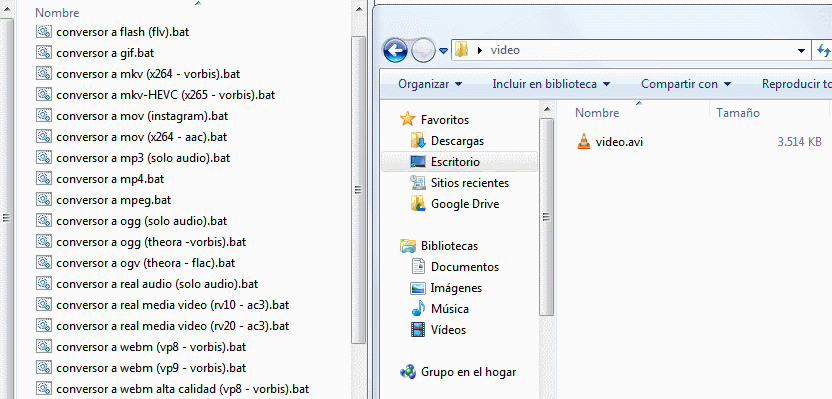 Nombre
conversor a flash (flv).bat
conversor a gif.bat
conversor a mkv (x264 - vorbis).bat
conversor a mkv-HEVC (x265 - vorbis).bat
conversor a mov (instagram).bat
conversor a mov (x264 - aac).bat
conversor a mp3 (solo audio).bat
conversor a mp4.bat
conversor a mpeg.bat
conversor a ogg (solo audio).bat
conversor a ogg (theora -vorbis).bat
conversor a ogv (theora - flac).bat
conversor a real audio (solo audio).bat
conversor a real media video (rv10 - ac3).bat
conversor a real media video (rv20 - ac3).bat
conversor a webm (vp8 - vorbis).bat
conversor a webm (vp9 - vorbis).bat
conversor a webm alta calidad (vp8 - vorbis).bat
video
Organizar
Incluir en biblioteca
Compartir con
Reproducir to
Favoritos
Descargas
Escritorio
Sitios recientes
Google Drive
Bibliotecas
Documentos
Imágenes
Música
Vídeos
Grupo en el hogar
Nombre
Tamaño
video.avi
3.514 KB